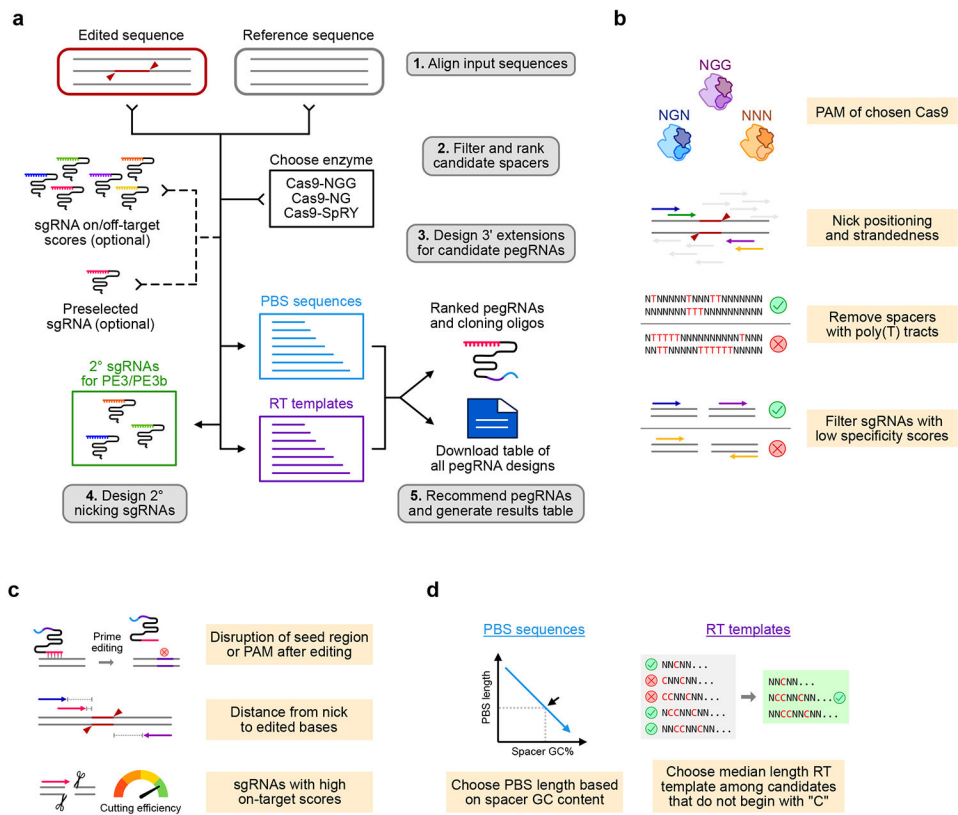 a
Edited sequence
Reference sequence
1. Align input sequences
2. Filter and rank
candidate spacers
Choose enzyme
Cas9-NGG
Cas9-NG
Cas9-SpRY
sgRNA on/off-target
scores (optional)
3. Design 3' extensions
for candidate pegRNAs
Preselected
sgRNA (optional)
PBS sequences
Ranked pegRNAs
and cloning oligos
2° sgRNAs
for PE3/PE3b
RT templates
Download table of
all pegRNA designs
4. Design 2°
nicking sgRNAs
5. Recommend pegRNAs
and generate results table
b
NGG
NGN
NNN
PAM of chosen Cas9
Nick positioning
and strandedness
NTNNNNNTNNNTTNNNNNNN
NNNNNNNTTTNNNNNNNNNN
NTTTTTNNNNNNNNNNTNNN
NNTTNNNNNTTTTTTNNNNN
Remove spacers
with poly(T) tracts
Filter sgRNAs with
low specificity scores
c
Prime
editing
Disruption of seed region
or PAM after editing
Distance from nick
to edited bases
Cutting efficiency
sgRNAs with high
on-target scores
d
PBS sequences
PBS length
Spacer GC%
Choose PBS length based
on spacer GC content
RT templates
NNCNN...
CNNCNN...
CCNNCNN...
NCCNNCNN...
NNCCNNCNN...
NNCNN...
NCCNNCNN...
NNCCNNCNN...
Choose median length RT
template among candidates
that do not begin with "C"